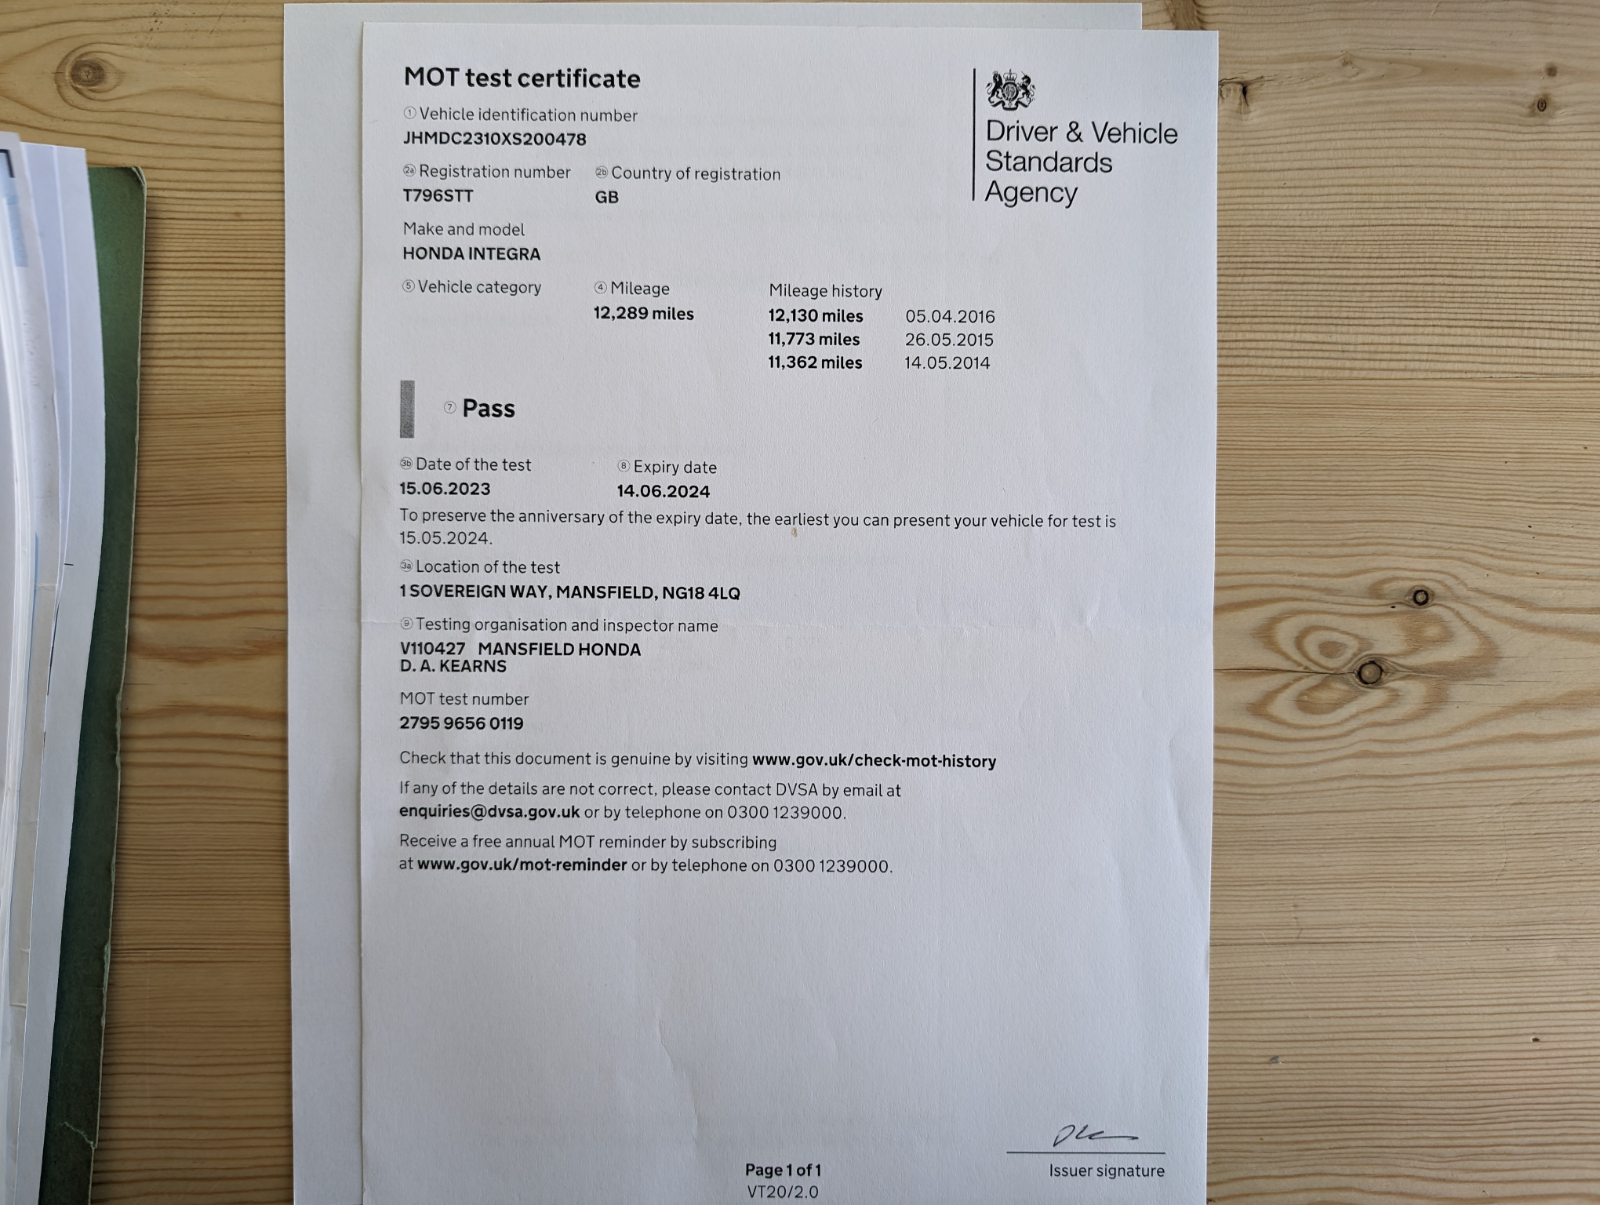 MOT test certificate
Driver & Vehicle
Standards
Agency
1 Vehicle identification number
JHMDC2310XS200478
2a Registration number 2b Country of registration
T796STT GB
Make and model
HONDA INTEGRA
5 Vehicle category 4 Mileage Mileage history
12,289 miles 12,130 miles 05.04.2016
11,773 miles 26.05.2015
11,362 miles 14.05.2014
7 Pass
3b Date of the test 8 Expiry date
15.06.2023 14.06.2024
To preserve the anniversary of the expiry date, the earliest you can present your vehicle for test is
15.05.2024.
3a Location of the test
1 SOVEREIGN WAY, MANSFIELD, NG18 4LQ
9 Testing organisation and inspector name
V110427 MANSFIELD HONDA
D. A. KEARNS
MOT test number
2795 9656 0119
Check that this document is genuine by visiting www.gov.uk/check-mot-history
If any of the details are not correct, please contact DVSA by email at
enquiries@dvsa.gov.uk or by telephone on 0300 1239000.
Receive a free annual MOT reminder by subscribing
at www.gov.uk/mot-reminder or by telephone on 0300 1239000.
Issuer signature
Page 1 of 1
VT20/2.0